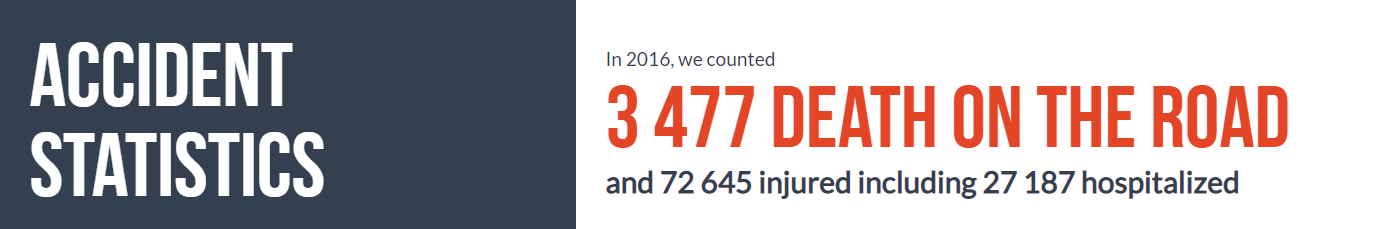 ACCIDENT
STATISTICS
In 2016, we counted
3 477 DEATH ON THE ROAD
and 72 645 injured including 27 187 hospitalized